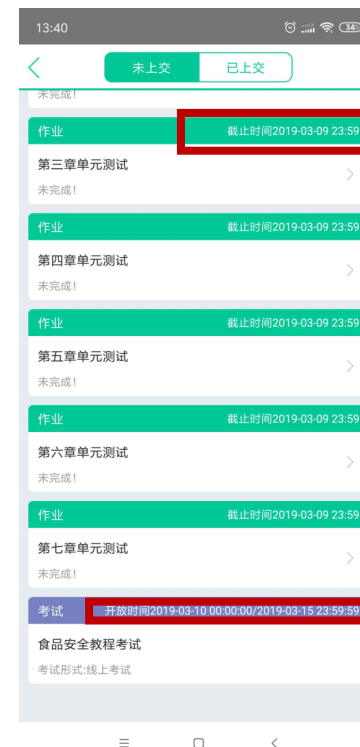 13:40
34
未上交 已上交
未完成!
作业 截止时间2019-03-09 23:59
第三章单元测试
未完成!
作业 截止时间2019-03-09 23:59
第四章单元测试
未完成!
作业 截止时间2019-03-09 23:59
第五章单元测试
未完成!
作业 截止时间2019-03-09 23:59
第六章单元测试
未完成!
作业 截止时间2019-03-09 23:59
第七章单元测试
未完成!
考试 开放时间2019-03-10 00:00:00/2019-03-15 23:59:59
食品安全教程考试
考试形式:线上考试